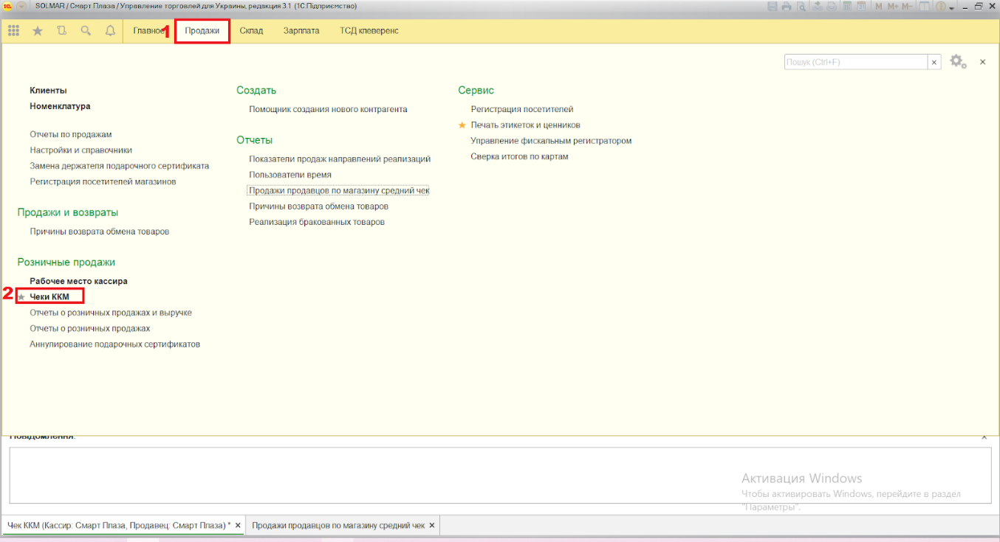 SOLMAR / Смарт Плаза / Управление торговлей для Украины, редакция 3.1 (1С:Підприємство)
M M+ M-
Главное 1 Продажи Склад Зарплата ТСД клеверенс
Пошук (Ctrl+F)
Клиенты
Номенклатура
Отчеты по продажам
Настройки и справочники
Замена держателя подарочного сертификата
Регистрация посетителей магазинов
Продажи и возвраты
Причины возврата обмена товаров
Розничные продажи
Рабочее место кассира
2 Чеки ККМ
Отчеты о розничных продажах и выручке
Отчеты о розничных продажах
Аннулирование подарочных сертификатов
Создать
Помощник создания нового контрагента
Отчеты
Показатели продаж направлений реализаций
Пользователи время
Продажи продавцов по магазину средний чек
Причины возврата обмена товаров
Реализация бракованных товаров
Сервис
Регистрация посетителей
Печать этикеток и ценников
Управление фискальным регистратором
Сверка итогов по картам
Повідомлення:
Активация Windows
Чтобы активировать Windows, перейдите в раздел
"Параметры".
Чек ККМ (Кассир: Смарт Плаза, Продавец: Смарт Плаза) * Продажи продавцов по магазину средний чек